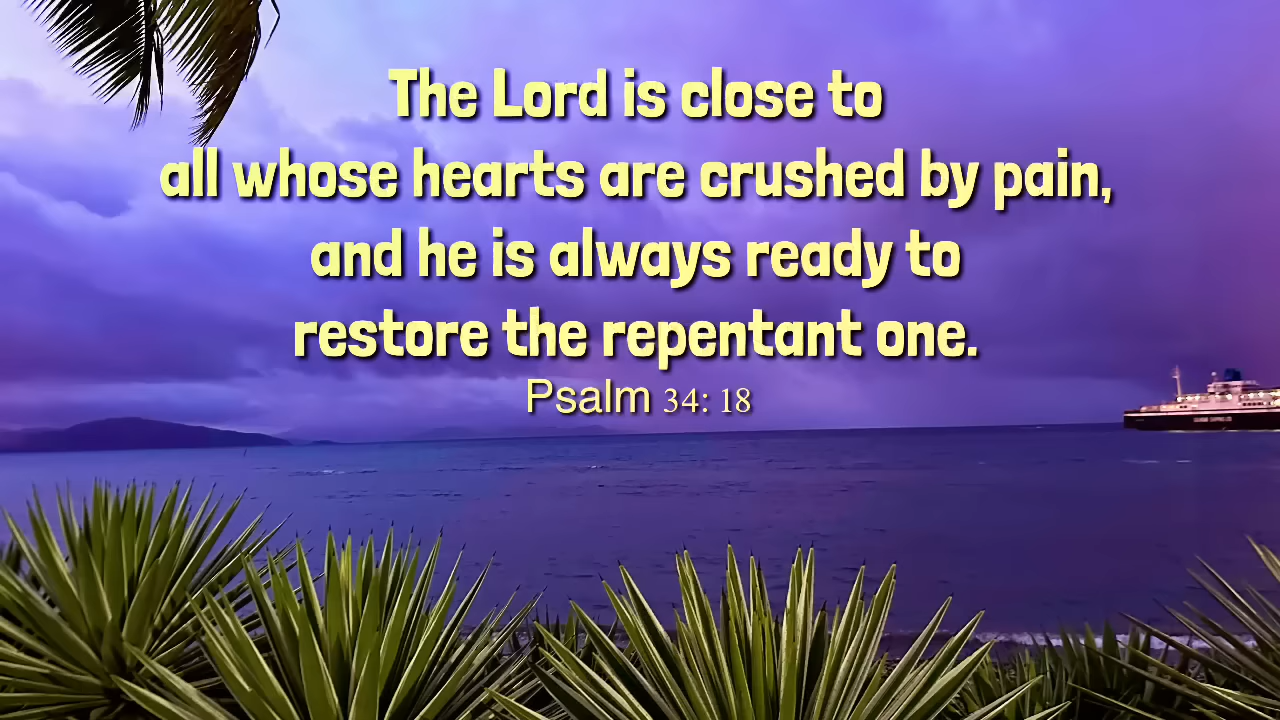 The Lord is close to
all whose hearts are crushed by pain,
and he is always ready to
restore the repentant one.
Psalm 34: 18